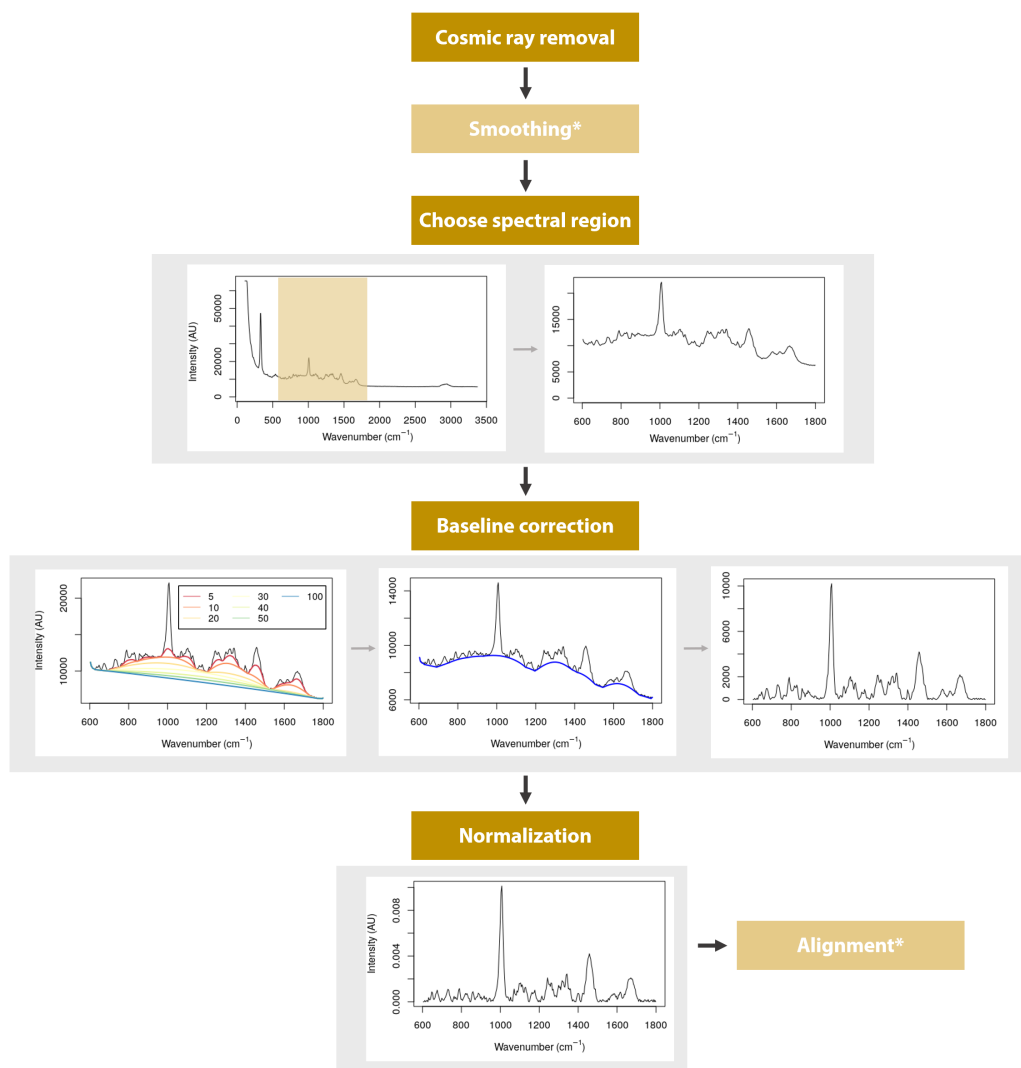 Cosmic ray removal
Smoothing*
Choose spectral region
Intensity (AU)
0 20000 50000
0 500 1000 1500 2000 2500 3000 3500
Wavenumber (cm−1)
0 5000 15000
600 800 1000 1200 1400 1600 1800
Wavenumber (cm−1)
Baseline correction
Intensity (AU)
10000 20000
5 30 100
10 40
20 50
600 800 1000 1200 1400 1600 1800
Wavenumber (cm−1)
6000 10000 14000
600 800 1000 1200 1400 1600 1800
Wavenumber (cm−1)
0 2000 6000 10000
600 800 1000 1200 1400 1600 1800
Wavenumber (cm−1)
Normalization
Intensity (AU)
0.000 0.004 0.008
600 800 1000 1200 1400 1600 1800
Wavenumber (cm−1)
Alignment*